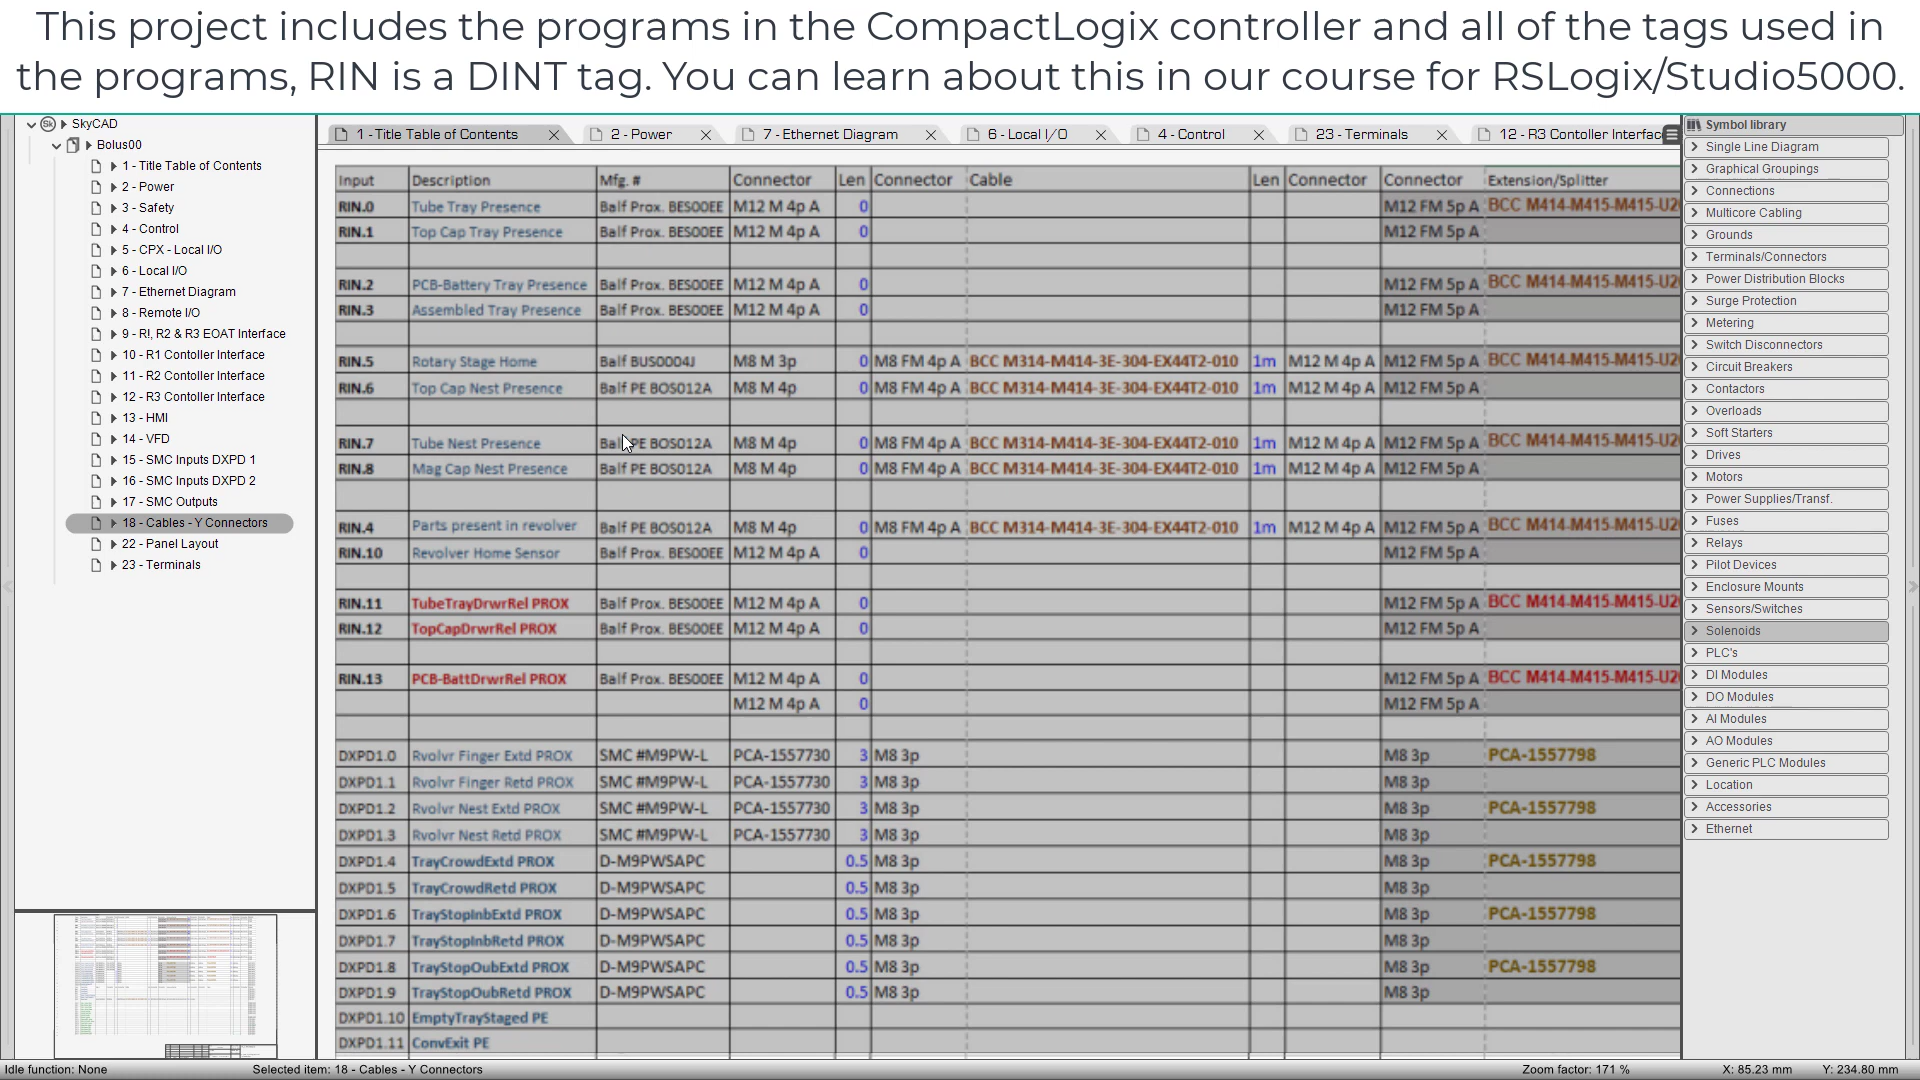 This project includes the programs in the CompactLogix controller and all of the tags used in
the programs, RIN is a DINT tag. You can learn about this in our course for RSLogix/Studio5000.
SkyCAD
Bolus00
1 - Title Table of Contents
2 - Power
3 - Safety
4 - Control
5 - CPX - Local I/O
6 - Local I/O
7 - Ethernet Diagram
8 - Remote I/O
9 - R!, R2 & R3 EOAT Interface
10 - R1 Contoller Interface
11 - R2 Contoller Interface
12 - R3 Contoller Interface
13 - HMI
14 - VFD
15 - SMC Inputs DXPD 1
16 - SMC Inputs DXPD 2
17 - SMC Outputs
18 - Cables - Y Connectors
22 - Panel Layout
23 - Terminals
1 - Title Table of Contents 2 - Power 7 - Ethernet Diagram 6 - Local I/O 4 - Control 23 - Terminals 12 - R3 Contoller Interfac
Input Description Mfg. # Connector Len Connector Cable Len Connector Connector Extension/Splitter
RIN.0 Tube Tray Presence Balf Prox. BES00EE M12 M 4p A 0 M12 FM 5p A BCC M414-M415-M415-U2
RIN.1 Top Cap Tray Presence Balf Prox. BES00EE M12 M 4p A 0 M12 FM 5p A
RIN.2 PCB-Battery Tray Presence Balf Prox. BES00EE M12 M 4p A 0 M12 FM 5p A BCC M414-M415-M415-U2
RIN.3 Assembled Tray Presence Balf Prox. BES00EE M12 M 4p A 0 M12 FM 5p A
RIN.5 Rotary Stage Home Balf BUS0004J M8 M 3p 0 M8 FM 4p A BCC M314-M414-3E-304-EX44T2-010 1m M12 M 4p A M12 FM 5p A BCC M414-M415-M415-U2
RIN.6 Top Cap Nest Presence Balf PE BOS012A M8 M 4p 0 M8 FM 4p A BCC M314-M414-3E-304-EX44T2-010 1m M12 M 4p A M12 FM 5p A
RIN.7 Tube Nest Presence Balf PE BOS012A M8 M 4p 0 M8 FM 4p A BCC M314-M414-3E-304-EX44T2-010 1m M12 M 4p A M12 FM 5p A BCC M414-M415-M415-U2
RIN.8 Mag Cap Nest Presence Balf PE BOS012A M8 M 4p 0 M8 FM 4p A BCC M314-M414-3E-304-EX44T2-010 1m M12 M 4p A M12 FM 5p A
RIN.4 Parts present in revolver Balf PE BOS012A M8 M 4p 0 M8 FM 4p A BCC M314-M414-3E-304-EX44T2-010 1m M12 M 4p A M12 FM 5p A BCC M414-M415-M415-U2
RIN.10 Revolver Home Sensor Balf Prox. BES00EE M12 M 4p A 0 M12 FM 5p A
RIN.11 TubeTrayDrwrRel PROX Balf Prox. BES00EE M12 M 4p A 0 M12 FM 5p A BCC M414-M415-M415-U2
RIN.12 TopCapDrwrRel PROX Balf Prox. BES00EE M12 M 4p A 0 M12 FM 5p A
RIN.13 PCB-BattDrwrRel PROX Balf Prox. BES00EE M12 M 4p A 0 M12 FM 5p A BCC M414-M415-M415-U2
M12 M 4p A 0 M12 FM 5p A
DXPD1.0 Rvolvr Finger Extd PROX SMC #M9PW-L PCA-1557730 3 M8 3p M8 3p PCA-1557798
DXPD1.1 Rvolvr Finger Retd PROX SMC #M9PW-L PCA-1557730 3 M8 3p M8 3p
DXPD1.2 Rvolvr Nest Extd PROX SMC #M9PW-L PCA-1557730 3 M8 3p M8 3p PCA-1557798
DXPD1.3 Rvolvr Nest Retd PROX SMC #M9PW-L PCA-1557730 3 M8 3p M8 3p
DXPD1.4 TrayCrowdExtd PROX D-M9PWSAPC 0.5 M8 3p M8 3p PCA-1557798
DXPD1.5 TrayCrowdRetd PROX D-M9PWSAPC 0.5 M8 3p M8 3p
DXPD1.6 TrayStopInbExtd PROX D-M9PWSAPC 0.5 M8 3p M8 3p PCA-1557798
DXPD1.7 TrayStopInbRetd PROX D-M9PWSAPC 0.5 M8 3p M8 3p
DXPD1.8 TrayStopOubExtd PROX D-M9PWSAPC 0.5 M8 3p M8 3p PCA-1557798
DXPD1.9 TrayStopOubRetd PROX D-M9PWSAPC 0.5 M8 3p M8 3p
DXPD1.10 EmptyTrayStaged PE
DXPD1.11 ConvExit PE
Symbol library
Single Line Diagram
Graphical Groupings
Connections
Multicore Cabling
Grounds
Terminals/Connectors
Power Distribution Blocks
Surge Protection
Metering
Switch Disconnectors
Circuit Breakers
Contactors
Overloads
Soft Starters
Drives
Motors
Power Supplies/Transf.
Fuses
Relays
Pilot Devices
Enclosure Mounts
Sensors/Switches
Solenoids
PLC's
DI Modules
DO Modules
AI Modules
AO Modules
Generic PLC Modules
Location
Accessories
Ethernet
Idle function: None Selected item: 18 - Cables - Y Connectors Zoom factor: 171 % X: 85.23 mm Y: 234.80 mm